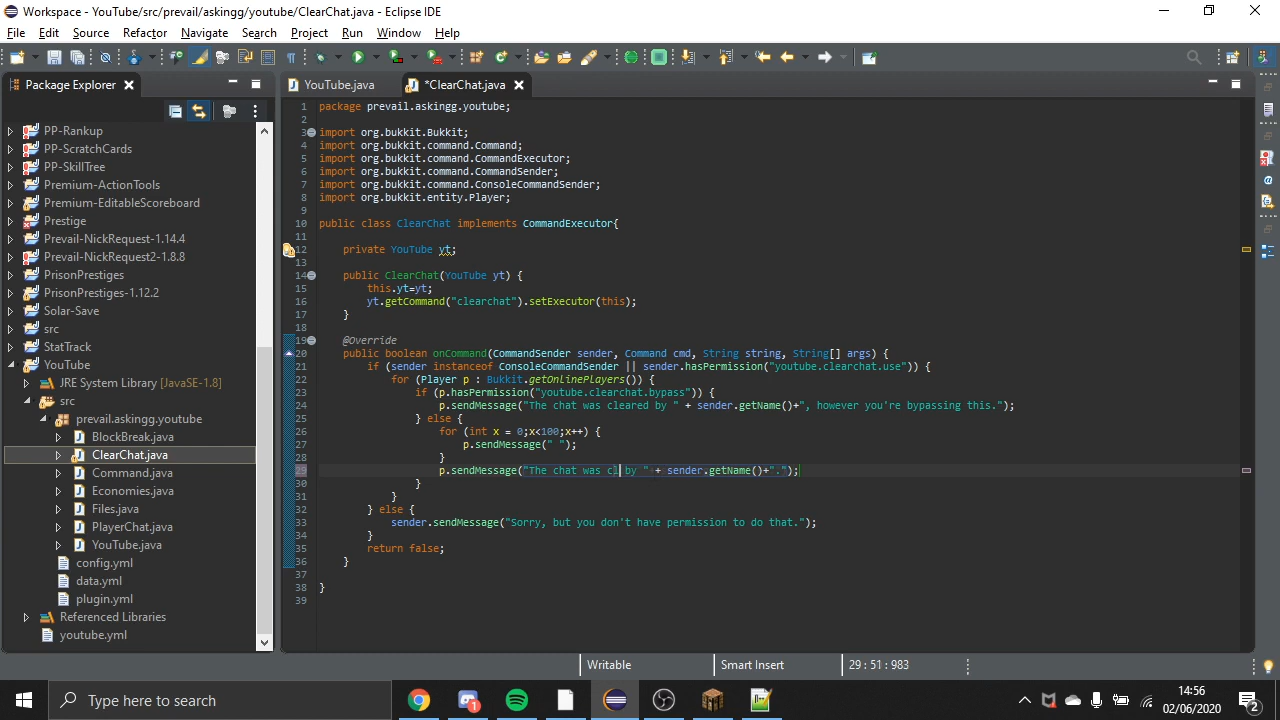 Workspace - YouTube/src/prevail/askingg/youtube/ClearChat.java - Eclipse IDE
File Edit Source Refactor Navigate Search Project Run Window Help
Package Explorer
YouTube.java
*ClearChat.java
PP-Rankup
PP-ScratchCards
PP-SkillTree
Premium-ActionTools
Premium-EditableScoreboard
Prestige
Prevail-NickRequest-1.14.4
Prevail-NickRequest2-1.8.8
PrisonPrestiges
PrisonPrestiges-1.12.2
Solar-Save
src
StatTrack
YouTube
JRE System Library [JavaSE-1.8]
src
prevail.askingg.youtube
BlockBreak.java
ClearChat.java
Command.java
Economies.java
Files.java
PlayerChat.java
YouTube.java
config.yml
data.yml
plugin.yml
Referenced Libraries
youtube.yml
1 package prevail.askingg.youtube;
2
3 import org.bukkit.Bukkit;
4 import org.bukkit.command.Command;
5 import org.bukkit.command.CommandExecutor;
6 import org.bukkit.command.CommandSender;
7 import org.bukkit.command.ConsoleCommandSender;
8 import org.bukkit.entity.Player;
9
10 public class ClearChat implements CommandExecutor{
11
12 private YouTube yt;
13
14 public ClearChat(YouTube yt) {
15 this.yt=yt;
16 yt.getCommand("clearchat").setExecutor(this);
17 }
18
19 @Override
20 public boolean onCommand(CommandSender sender, Command cmd, String string, String[] args) {
21 if (sender instanceof ConsoleCommandSender || sender.hasPermission("youtube.clearchat.use")) {
22 for (Player p : Bukkit.getOnlinePlayers()) {
23 if (p.hasPermission("youtube.clearchat.bypass")) {
24 p.sendMessage("The chat was cleared by " + sender.getName()+", however you're bypassing this.");
25 } else {
26 for (int x = 0;x<100;x++) {
27 p.sendMessage(" ");
28 }
29 p.sendMessage("The chat was cl by "+ sender.getName()+".");
30 }
31 }
32 } else {
33 sender.sendMessage("Sorry, but you don't have permission to do that.");
34 }
35 return false;
36 }
37
38 }
39
Writable Smart Insert 29 : 51 : 983
Type here to search
1
14:56
02/06/2020
2